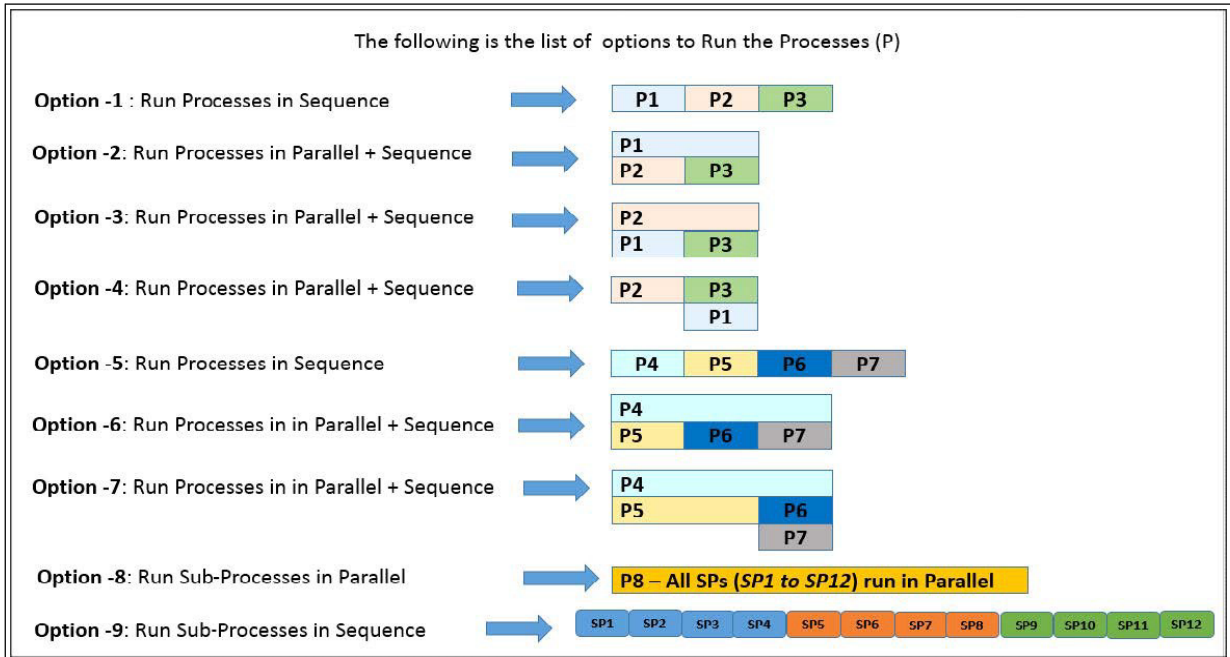 The following is the list of options to Run the Processes (P)
Option -1 : Run Processes in Sequence
P1 P2 P3
Option -2: Run Processes in Parallel + Sequence
P1
P2 P3
Option -3: Run Processes in Parallel + Sequence
P2
P1 P3
Option -4: Run Processes in Parallel + Sequence
P2 P3
P1
Option -5: Run Processes in Sequence
P4 P5 P6 P7
Option -6: Run Processes in in Parallel + Sequence
P4
P5 P6 P7
Option -7: Run Processes in in Parallel + Sequence
P4
P5 P6
P7
Option -8: Run Sub-Processes in Parallel
P8 – All SPs (SP1 to SP12) run in Parallel
Option -9: Run Sub-Processes in Sequence
SP1 SP2 SP3 SP4 SP5 SP6 SP7 SP8 SP9 SP10 SP11 SP12